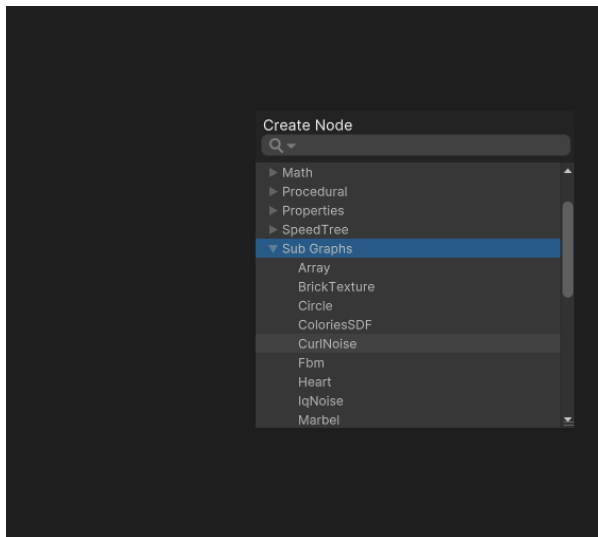 Create Node
Math
Procedural
Properties
SpeedTree
Sub Graphs
Array
BrickTexture
Circle
ColoriesSDF
CurlNoise
Fbm
Heart
IqNoise
Marbel